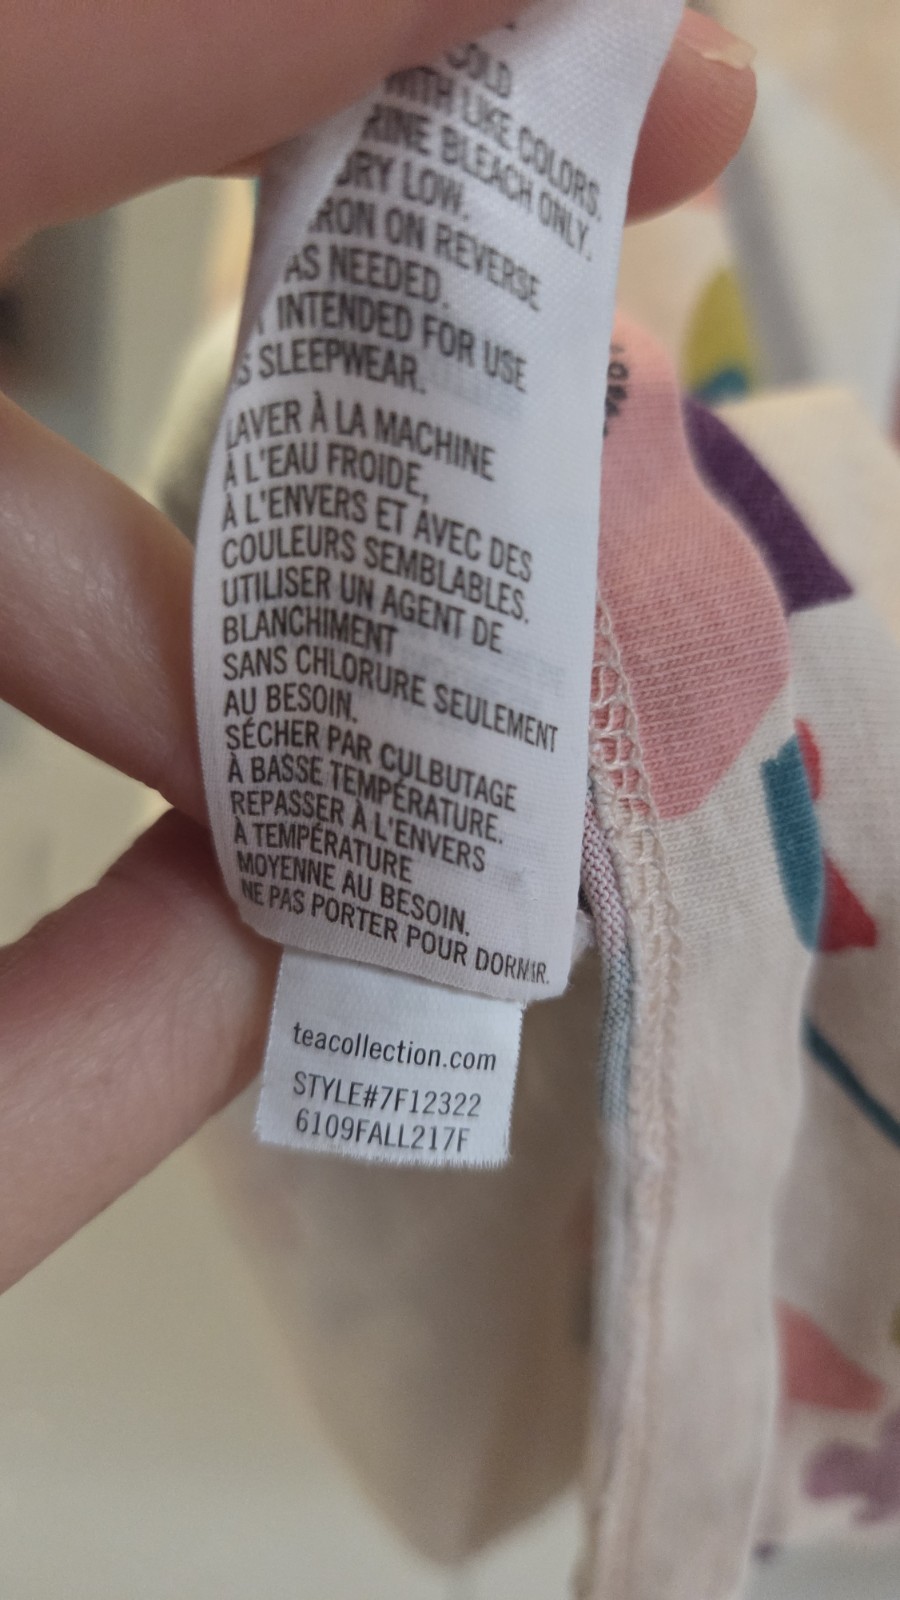 COLD
WITH LIKE COLORS.
BLEACH ONLY.
DRY LOW.
IRON ON REVERSE
AS NEEDED.
INTENDED FOR USE
AS SLEEPWEAR.
LAVER À LA MACHINE
À L'EAU FROIDE,
À L'ENVERS ET AVEC DES
COULEURS SEMBLABLES.
UTILISER UN AGENT DE
BLANCHIMENT
SANS CHLORURE SEULEMENT
AU BESOIN.
SÉCHER PAR CULBUTAGE
À BASSE TEMPÉRATURE.
REPASSER À L'ENVERS
À TEMPÉRATURE
MOYENNE AU BESOIN.
NE PAS PORTER POUR DORMIR.
teacollection.com
STYLE#7F12322
6109FALL217F